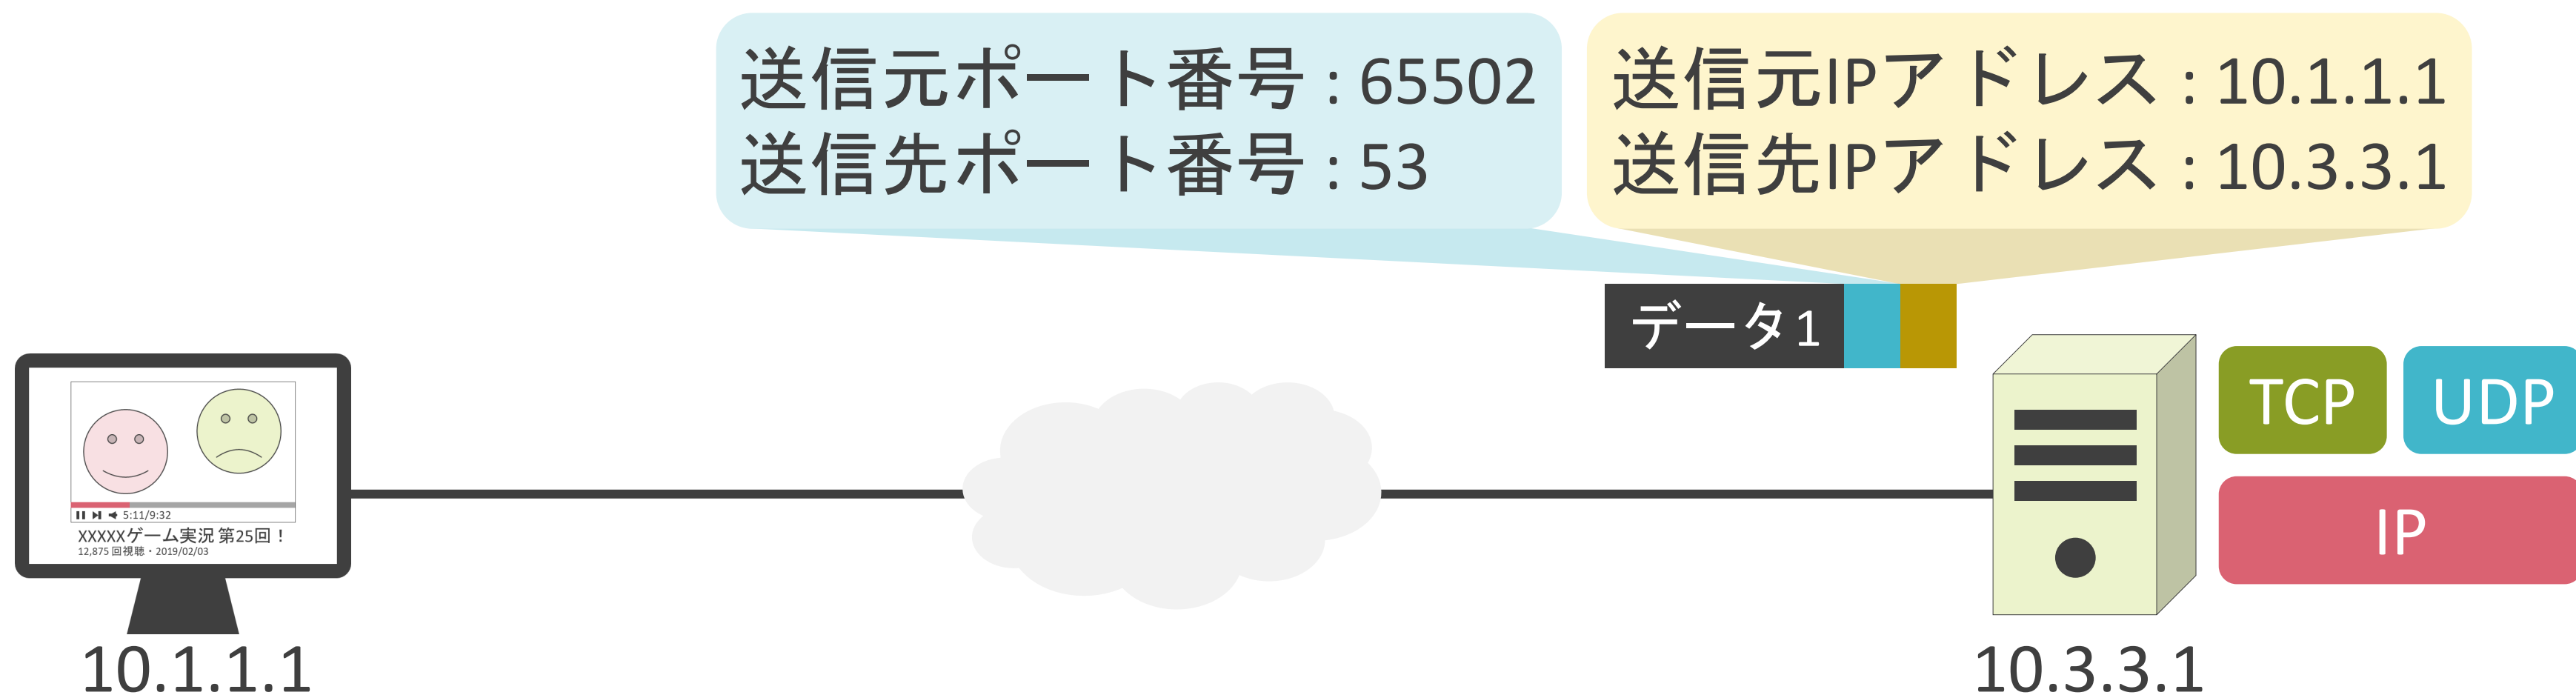 送信元ポート番号 : 65502
送信先ポート番号 : 53
送信元IPアドレス : 10.1.1.1
送信先IPアドレス : 10.3.3.1
データ1
TCP
UDP
IP
5:11/9:32
XXXXXゲーム実況 第25回！
12,875 回視聴・2019/02/03
10.1.1.1
10.3.3.1